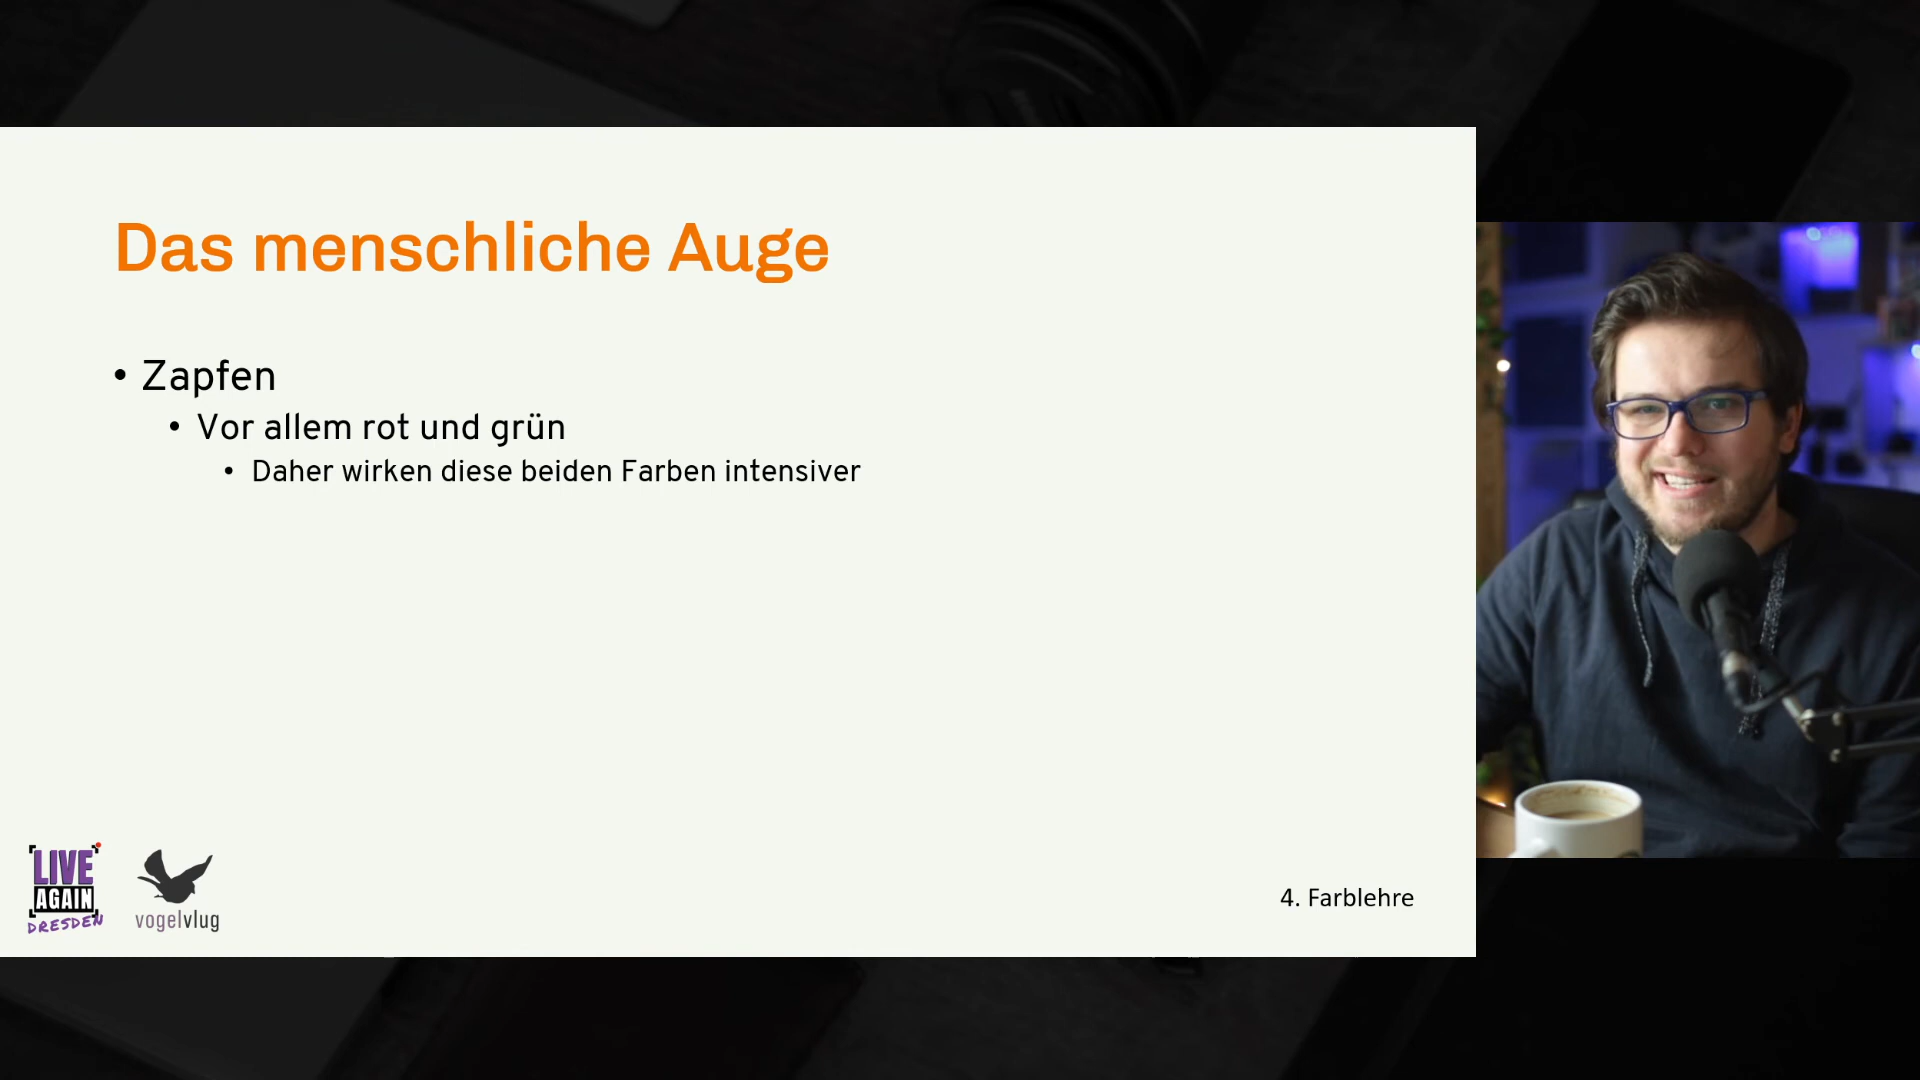 Das menschliche Auge
• Zapfen
• Vor allem rot und grün
• Daher wirken diese beiden Farben intensiver
LIVE
AGAIN
DRESDEN
vogelvlug
4. Farblehre